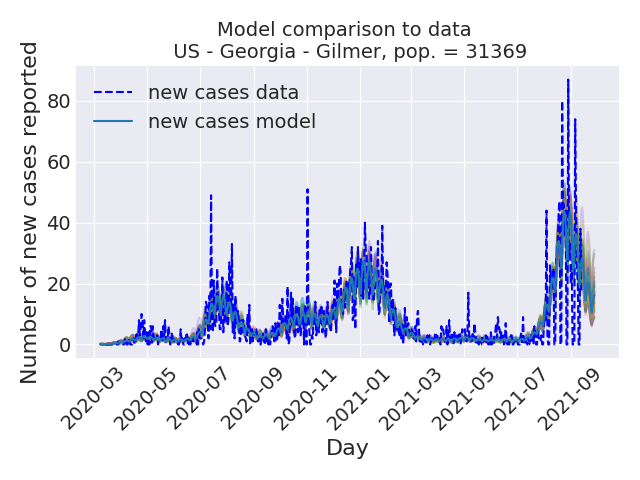 Model comparison to data
US - Georgia - Gilmer, pop. = 31369
Number of new cases reported
80
60
40
20
0
new cases data
new cases model
2020-03
2020-05
2020-07
2020-09
2020-11
2021-01
2021-03
2021-05
2021-07
2021-09
Day